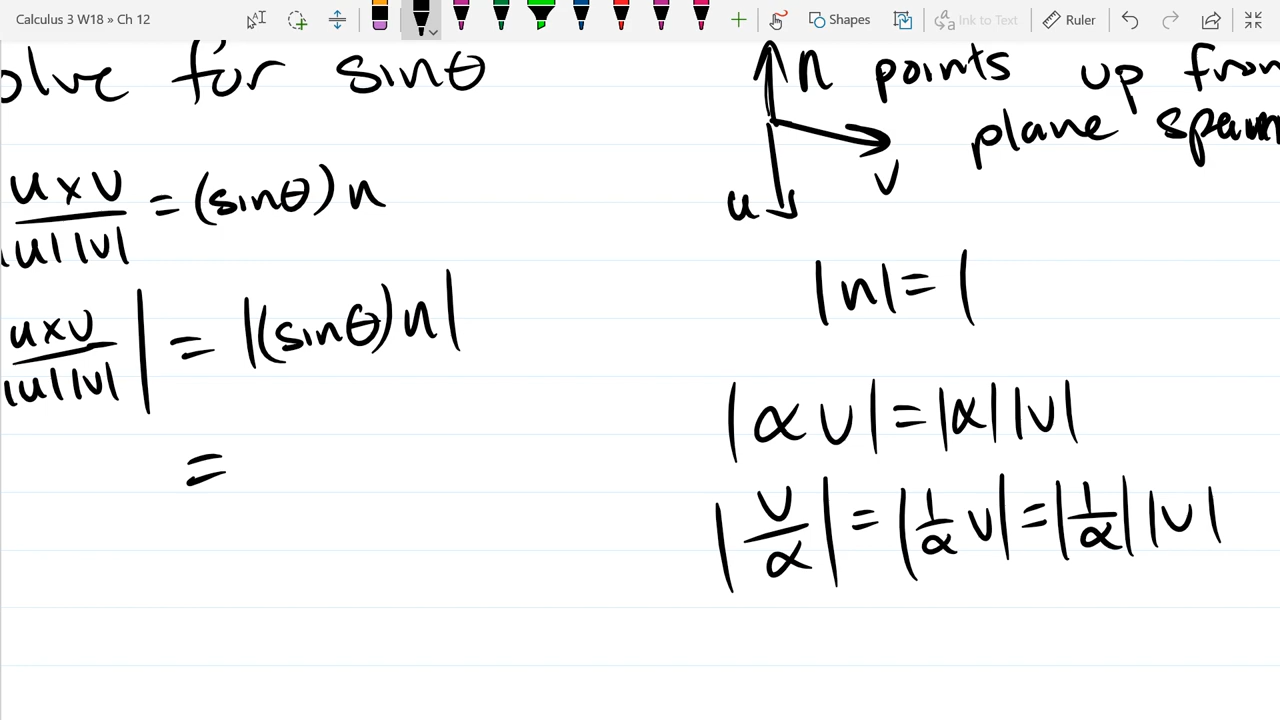 Calculus 3 W18 » Ch 12
Shapes
Ink to Text
Ruler
olve for sinθ
n points up from
plane spann
v
u
u×v / |u||v| = (sinθ)n
|n| = 1
u×v / |u||v| | = |(sinθ)n|
|αv| = |α||v|
=
|v/α| = |1/α v| = |1/α||v|